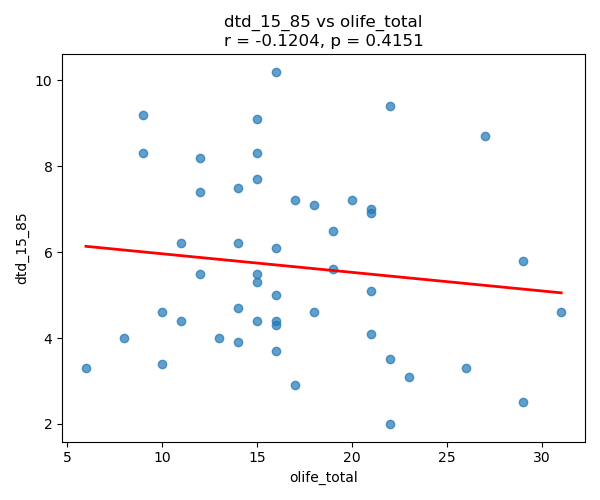 dtd_15_85 vs olife_total
r = -0.1204, p = 0.4151
10
8
6
4
2
dtd_15_85
5 10 15 20 25 30
olife_total